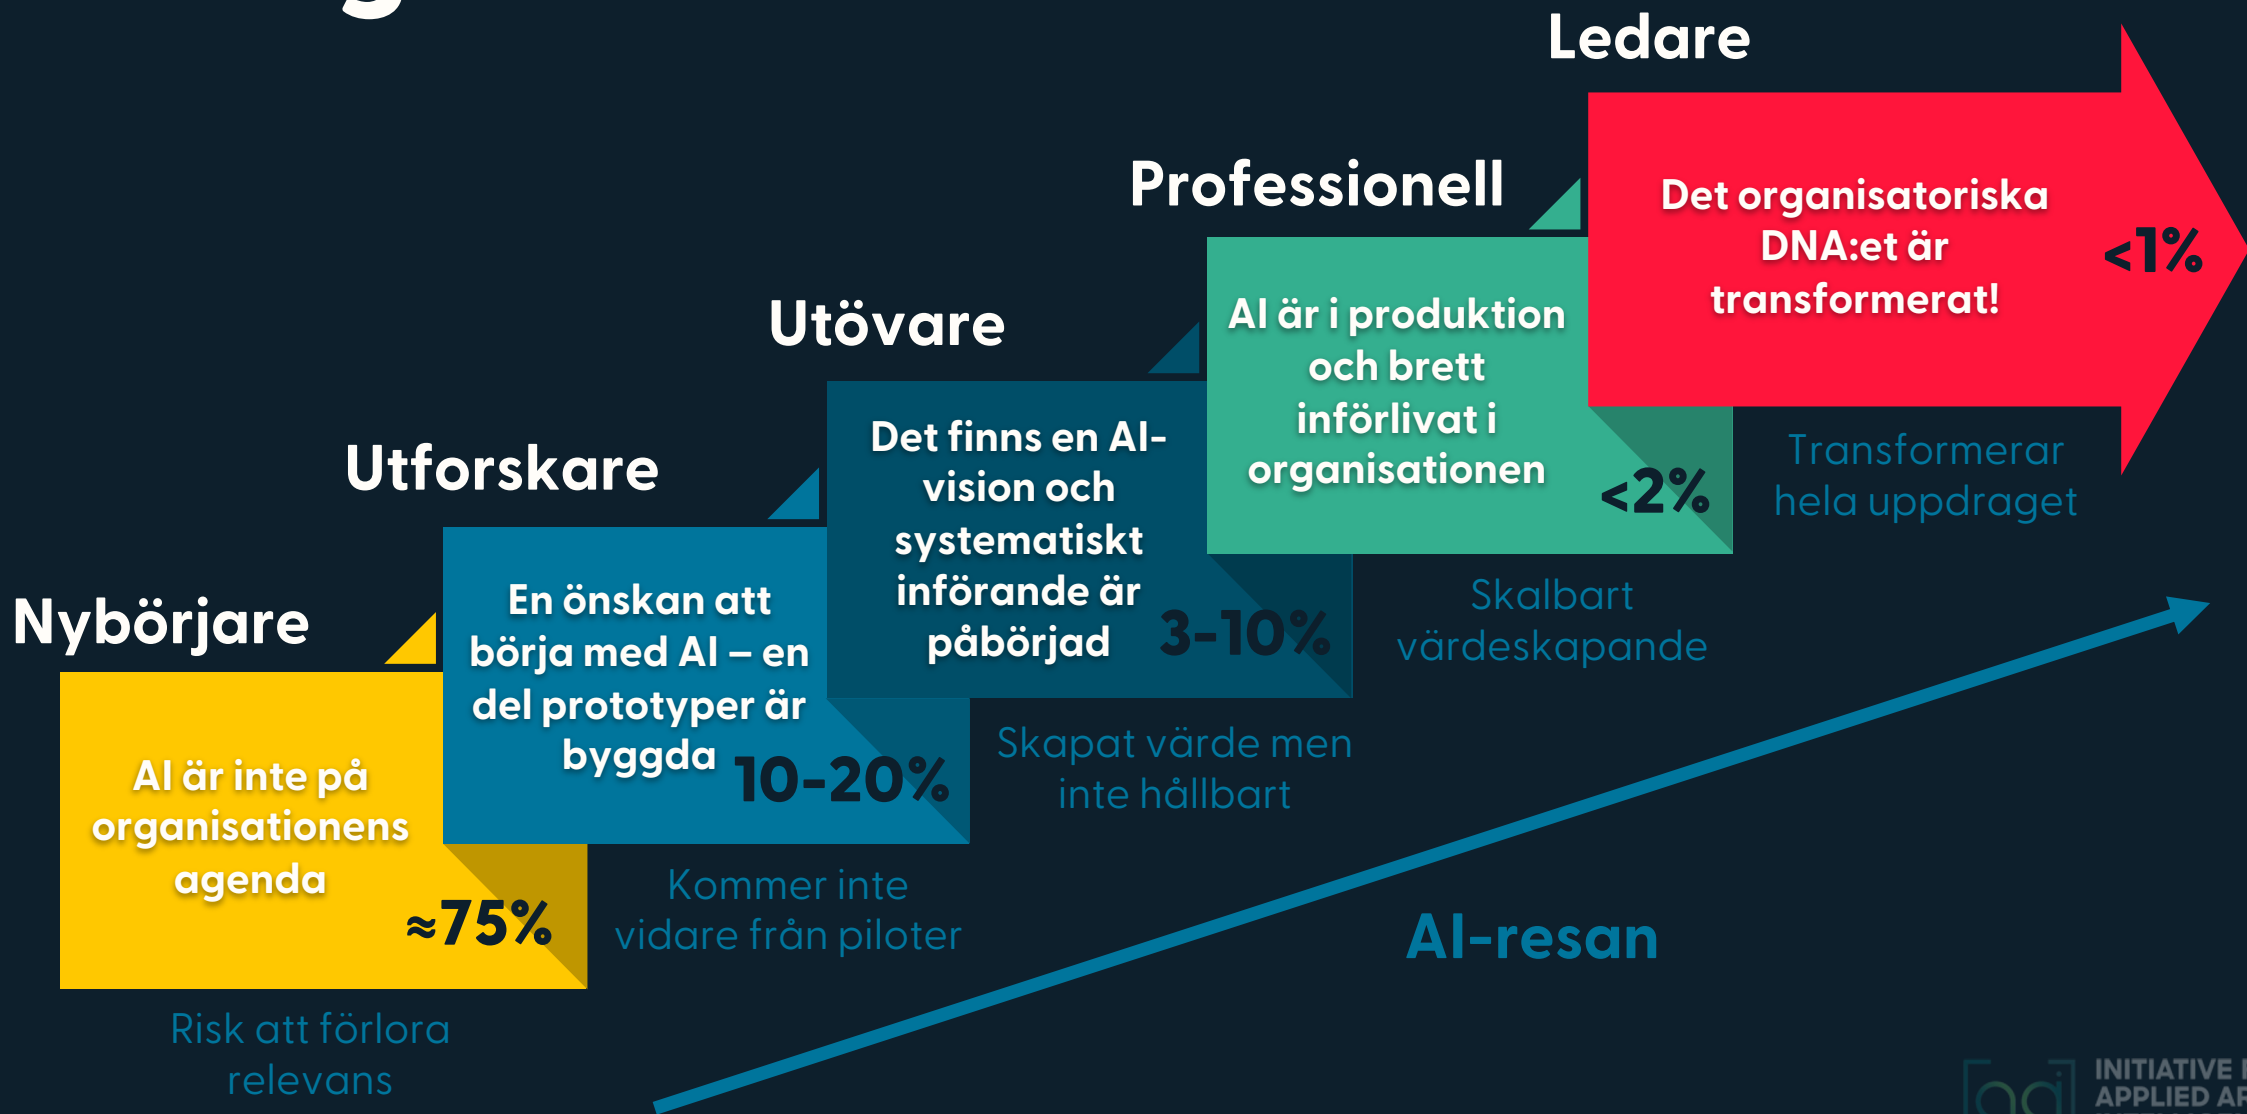 Ledare
Det organisatoriska
DNA:et är
transformerat!
<1%
Transformerar
hela uppdraget
Professionell
AI är i produktion
och brett
införlivat i
organisationen
<2%
Skalbart
värdeskapande
Utövare
Det finns en AI-
vision och
systematiskt
införande är
påbörjad
3-10%
Skapat värde men
inte hållbart
Utforskare
En önskan att
börja med AI – en
del prototyper är
byggda
10-20%
Kommer inte
vidare från piloter
Nybörjare
AI är inte på
organisationens
agenda
≈75%
Risk att förlora
relevans
AI-resan
INITIATIVE
APPLIED